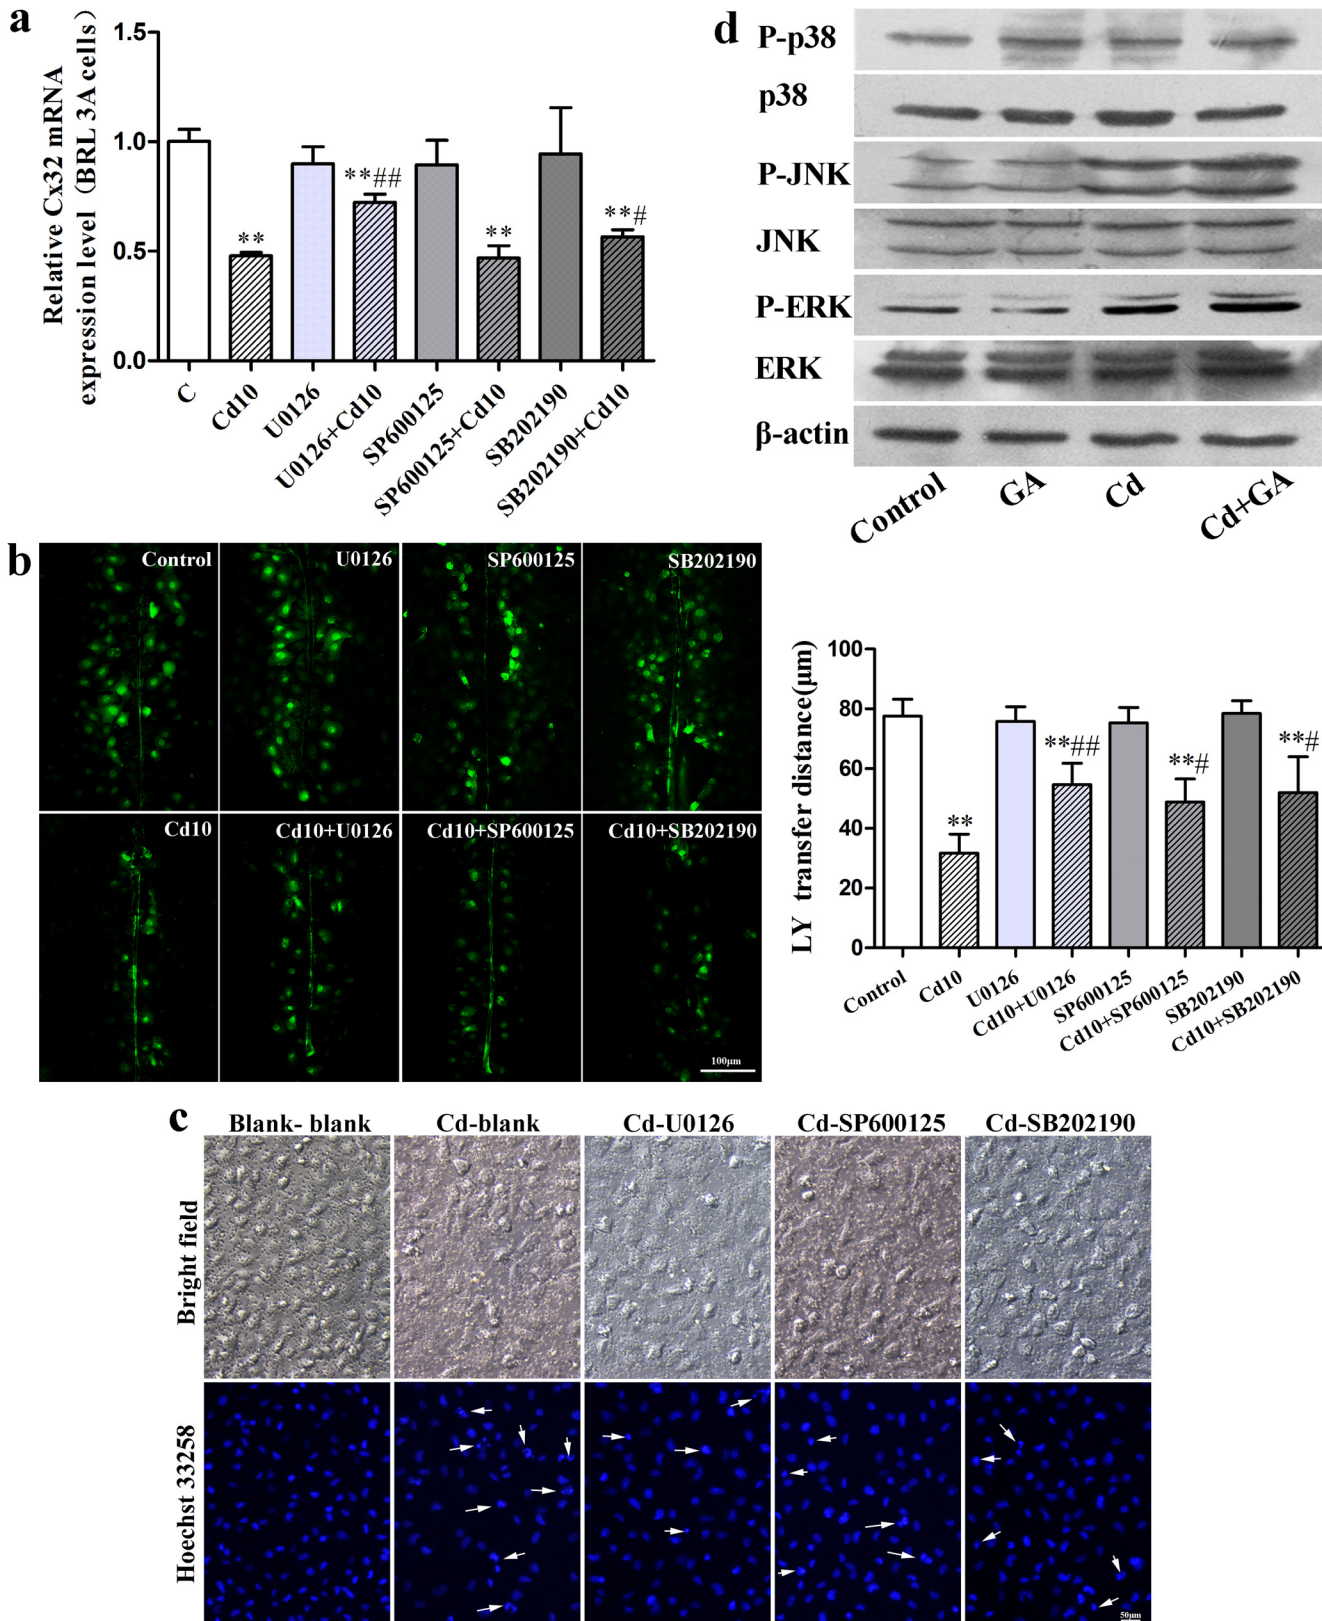 a
Relative Cx32 mRNA
expression level (BRL 3A cells)
1.5
1.0
0.5
0.0
**
**##
**
**#
C
Cd10
U0126
U0126+Cd10
SP600125
SP600125+Cd10
SB202190
SB202190+Cd10
d
P-p38
p38
P-JNK
JNK
P-ERK
ERK
β-actin
Control
GA
Cd
Cd+GA
b
Control
U0126
SP600125
SB202190
Cd10
Cd10+U0126
Cd10+SP600125
Cd10+SB202190
100μm
LY transfer distance(μm)
100
80
60
40
20
0
**
**##
**#
**#
Control
Cd10
U0126
Cd10+U0126
SP600125
Cd10+SP600125
SB202190
Cd10+SB202190
c
Blank- blank
Cd-blank
Cd-U0126
Cd-SP600125
Cd-SB202190
Bright field
Hoechst 33258
50μm